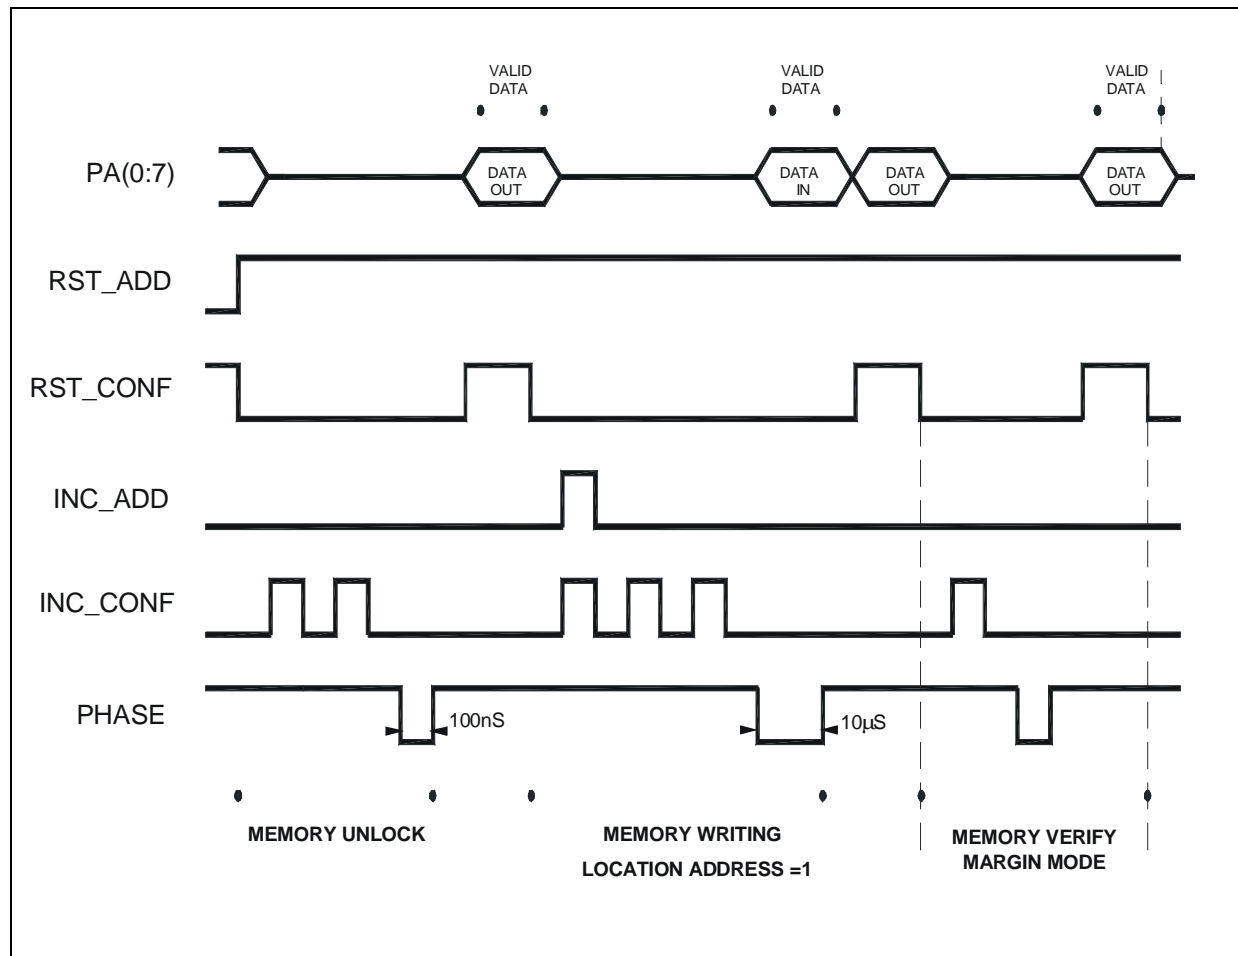 VALID
DATA
VALID
DATA
VALID
DATA
PA(0:7)
DATA
OUT
DATA
IN
DATA
OUT
DATA
OUT
RST_ADD
RST_CONF
INC_ADD
INC_CONF
PHASE
100nS
10µS
MEMORY UNLOCK
MEMORY WRITING
LOCATION ADDRESS =1
MEMORY VERIFY
MARGIN MODE